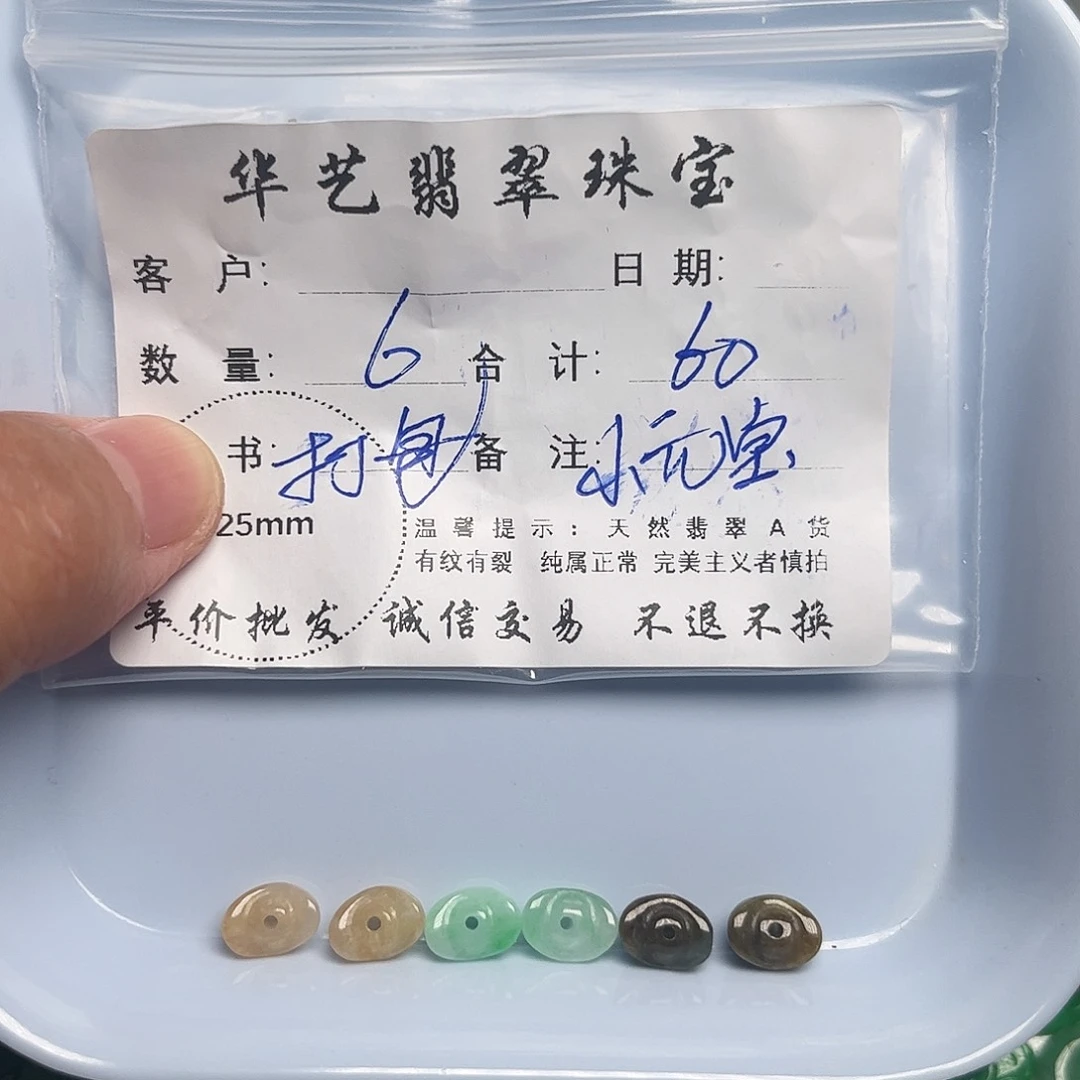 华艺翡翠珠宝
客 户: 日 期:
数 量: 6 合 计: 60
书: 打包 备 注: 小元宝
25mm
温馨提示：天然翡翠A货
有纹有裂 纯属正常 完美主义者慎拍
平价批发 诚信交易 不退不换